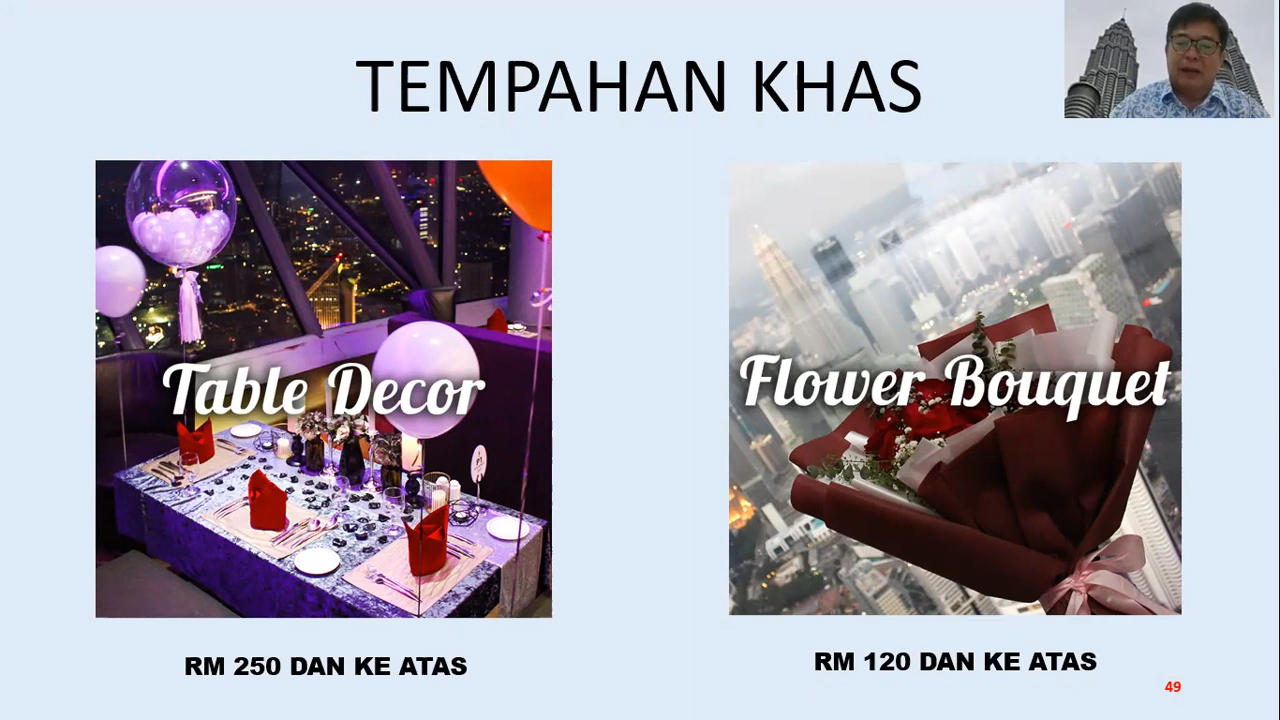 TEMPAHAN KHAS
Table Decor
Flower Bouquet
RM 250 DAN KE ATAS
RM 120 DAN KE ATAS
49